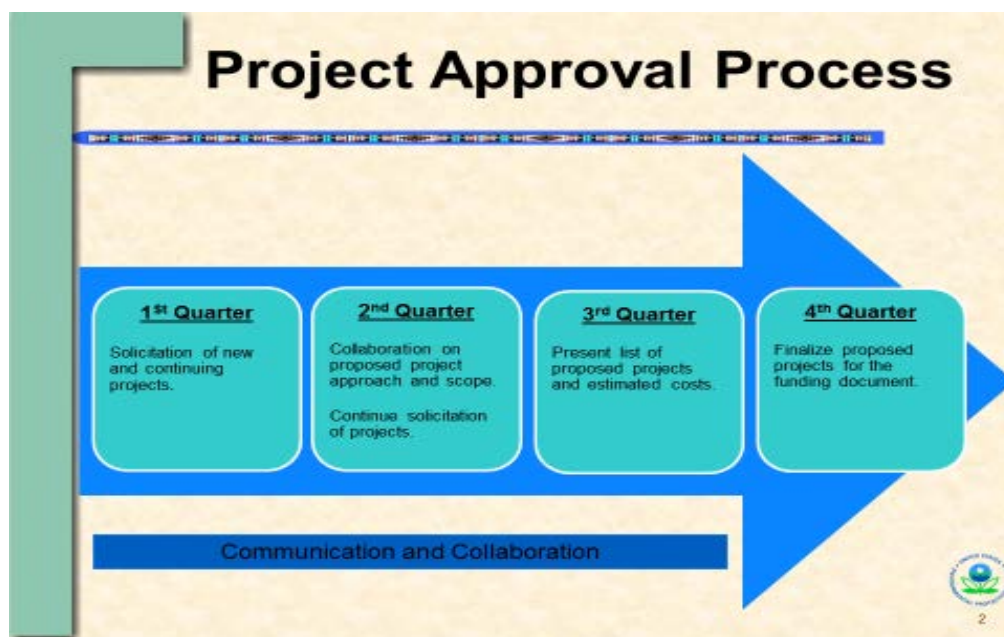 Project Approval Process
1st Quarter
Solicitation of new
and continuing
projects.
2nd Quarter
Collaboration on
proposed project
approach and scope.
Continue solicitation
of projects.
3rd Quarter
Present list of
proposed projects
and estimated costs.
4th Quarter
Finalize proposed
projects for the
funding document.
Communication and Collaboration
2